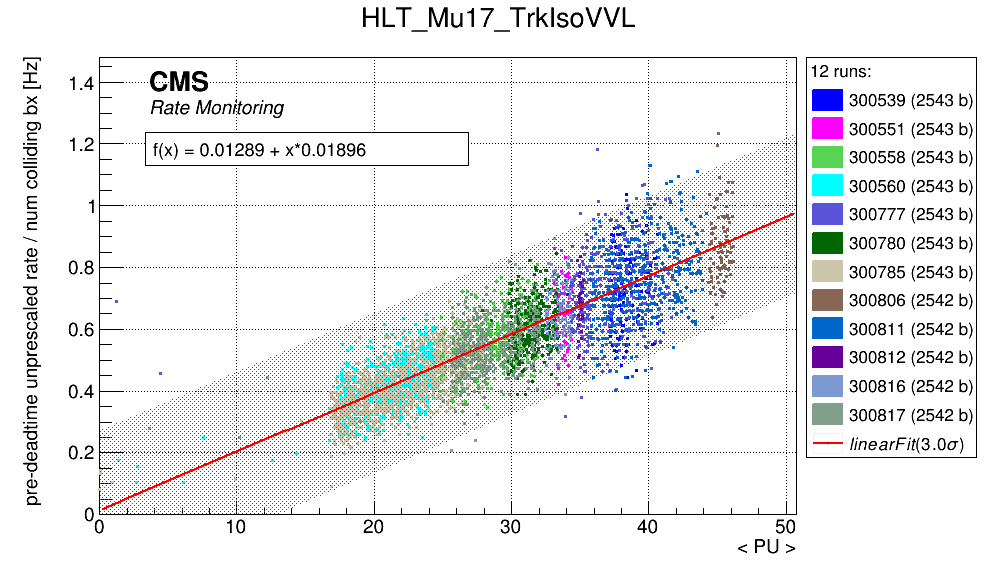 HLT_Mu17_TrkIsoVVL
pre-deadtime unprescaled rate / num colliding bx [Hz]
1.4
1.2
1
0.8
0.6
0.4
0.2
0
CMS
Rate Monitoring
f(x) = 0.01289 + x*0.01896
0 10 20 30 40 50
< PU >
12 runs:
300539 (2543 b)
300551 (2543 b)
300558 (2543 b)
300560 (2543 b)
300777 (2543 b)
300780 (2543 b)
300785 (2543 b)
300806 (2542 b)
300811 (2542 b)
300812 (2542 b)
300816 (2542 b)
300817 (2542 b)
linearFit(3.0σ)